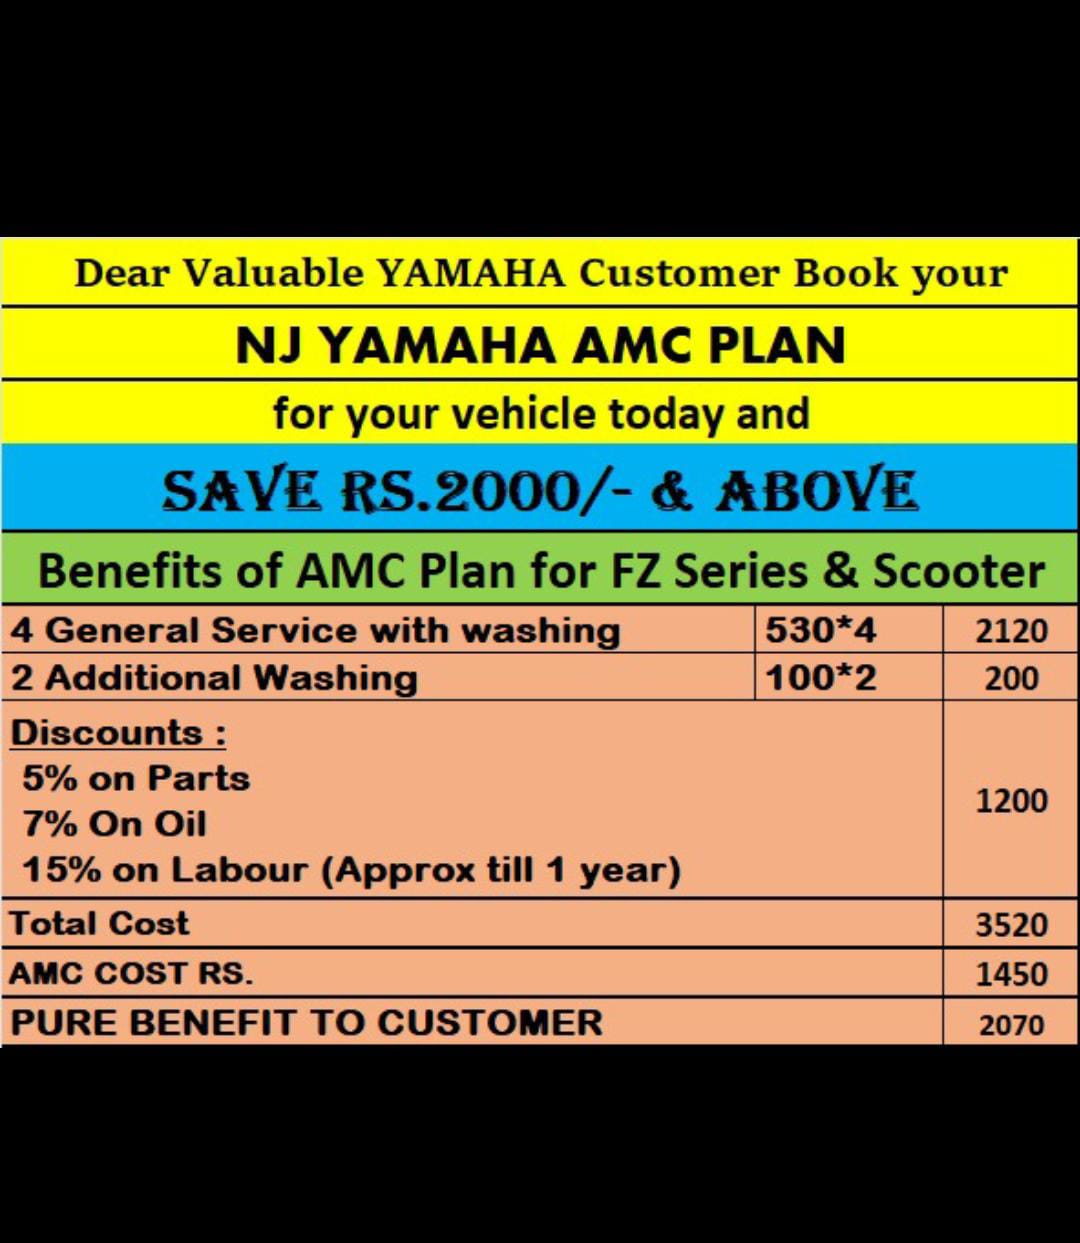 Dear Valuable YAMAHA Customer Book your
NJ YAMAHA AMC PLAN
for your vehicle today and
SAVE RS.2000/- & ABOVE
Benefits of AMC Plan for FZ Series & Scooter
4 General Service with washing 530*4 2120
2 Additional Washing 100*2 200
Discounts :
5% on Parts
7% On Oil
15% on Labour (Approx till 1 year)
1200
Total Cost 3520
AMC COST RS. 1450
PURE BENEFIT TO CUSTOMER 2070